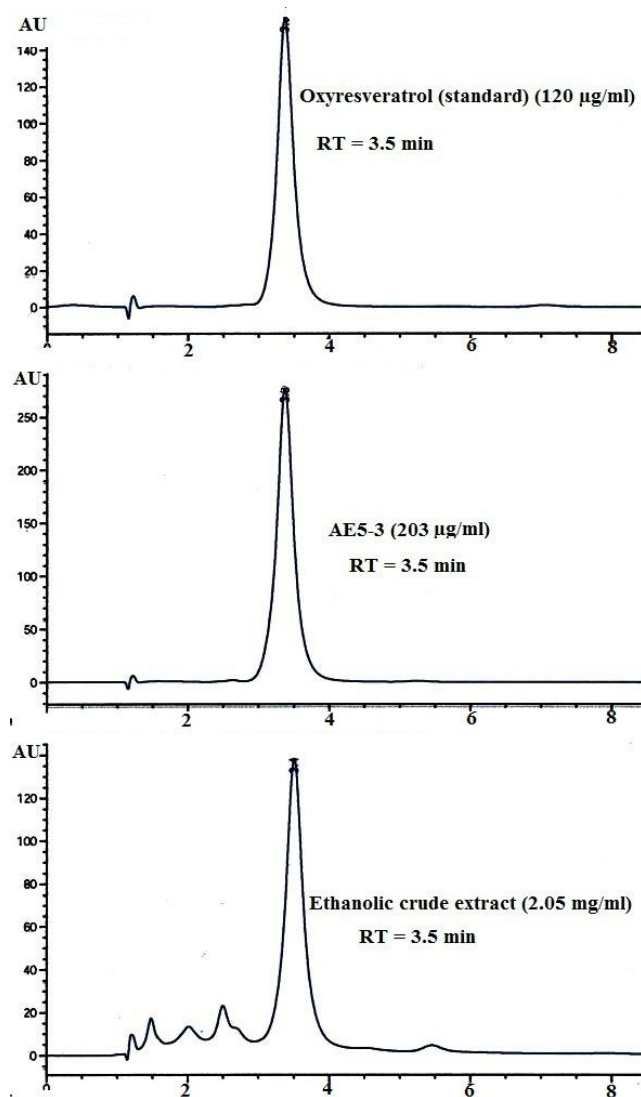 AU
140
120
100
80
60
40
20
0
Oxyresveratrol (standard) (120 µg/ml)
RT = 3.5 min
0 2 4 6 8
AU
250
200
150
100
50
0
AE5-3 (203 µg/ml)
RT = 3.5 min
0 2 4 6 8
AU
120
100
80
60
40
20
0
Ethanolic crude extract (2.05 mg/ml)
RT = 3.5 min
0 2 4 6 8